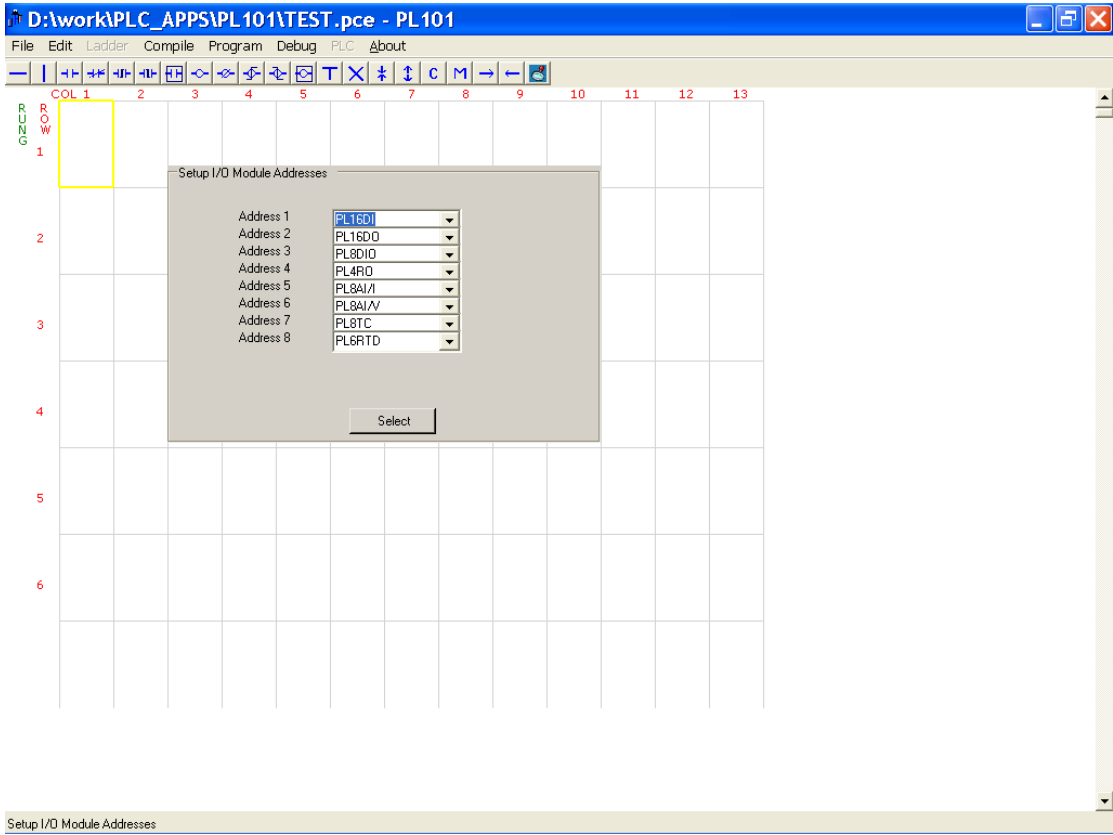 D:\work\PLC_APPS\PL101\TEST.pce - PL101
File Edit Ladder Compile Program Debug PLC About
C M
COL 1 2 3 4 5 6 7 8 9 10 11 12 13
RUNG
ROW
1
Setup I/O Module Addresses
Address 1 PL16DI
Address 2 PL16DO
Address 3 PL8DIO
Address 4 PL4RO
Address 5 PL8AI/I
Address 6 PL8AI/V
Address 7 PL8TC
Address 8 PL6RTD
Select
2
3
4
5
6
Setup I/O Module Addresses